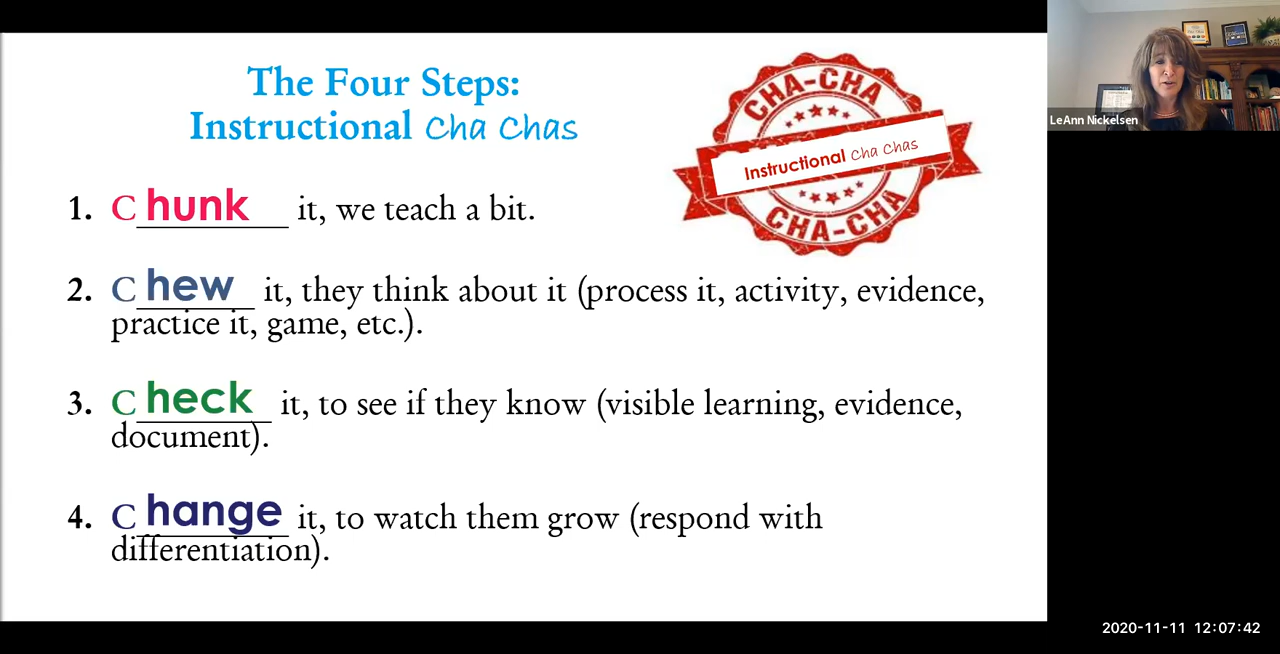 The Four Steps:
Instructional Cha Chas
CHA-CHA
Instructional Cha Chas
CHA-CHA
LeAnn Nickelsen
1. Chunk it, we teach a bit.
2. Chew it, they think about it (process it, activity, evidence,
practice it, game, etc.).
3. Check it, to see if they know (visible learning, evidence,
document).
4. Change it, to watch them grow (respond with
differentiation).
2020-11-11 12:07:42